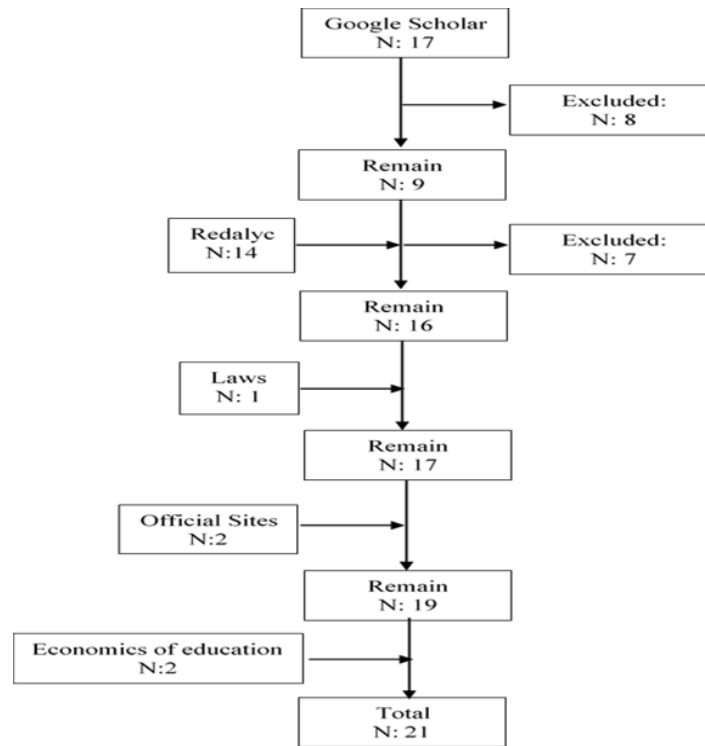 Google Scholar
N: 17
Excluded:
N: 8
Remain
N: 9
Redalyc
N:14
Excluded:
N: 7
Remain
N: 16
Laws
N: 1
Remain
N: 17
Official Sites
N:2
Remain
N: 19
Economics of education
N:2
Total
N: 21